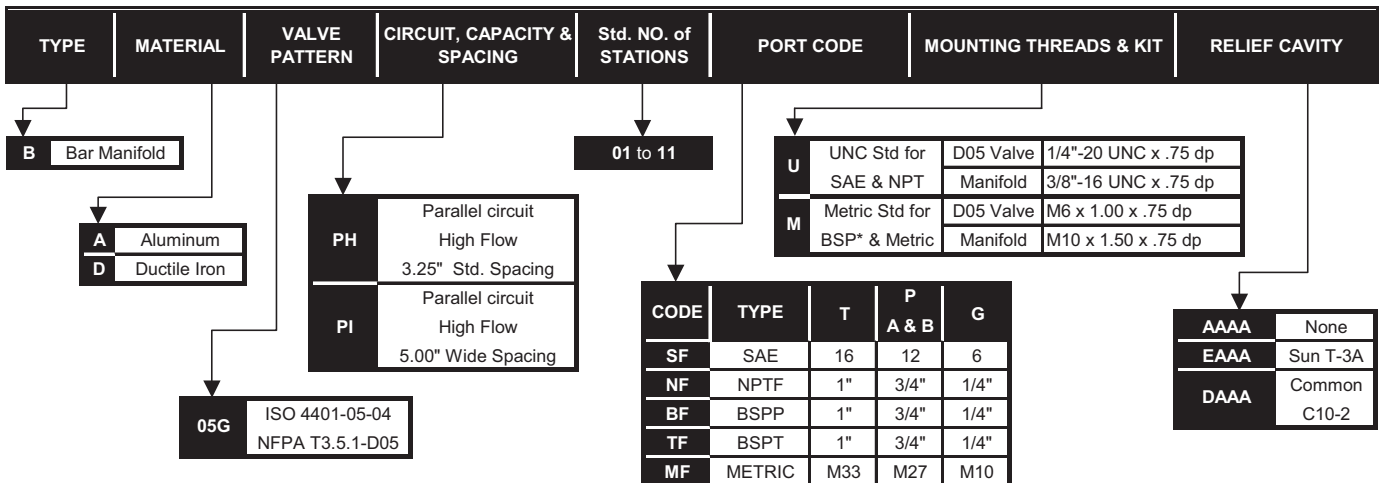 TYPE MATERIAL VALVE PATTERN CIRCUIT, CAPACITY & SPACING Std. NO. of STATIONS PORT CODE MOUNTING THREADS & KIT RELIEF CAVITY
B Bar Manifold
A Aluminum
D Ductile Iron
05G ISO 4401-05-04
NFPA T3.5.1-D05
PH Parallel circuit
High Flow
3.25" Std. Spacing
PI Parallel circuit
High Flow
5.00" Wide Spacing
01 to 11
CODE TYPE T P A & B G
SF SAE 16 12 6
NF NPTF 1" 3/4" 1/4"
BF BSPP 1" 3/4" 1/4"
TF BSPT 1" 3/4" 1/4"
MF METRIC M33 M27 M10
U UNC Std for D05 Valve 1/4"-20 UNC x .75 dp
SAE & NPT Manifold 3/8"-16 UNC x .75 dp
M Metric Std for D05 Valve M6 x 1.00 x .75 dp
BSP* & Metric Manifold M10 x 1.50 x .75 dp
AAAA None
EAAA Sun T-3A
DAAA Common
C10-2